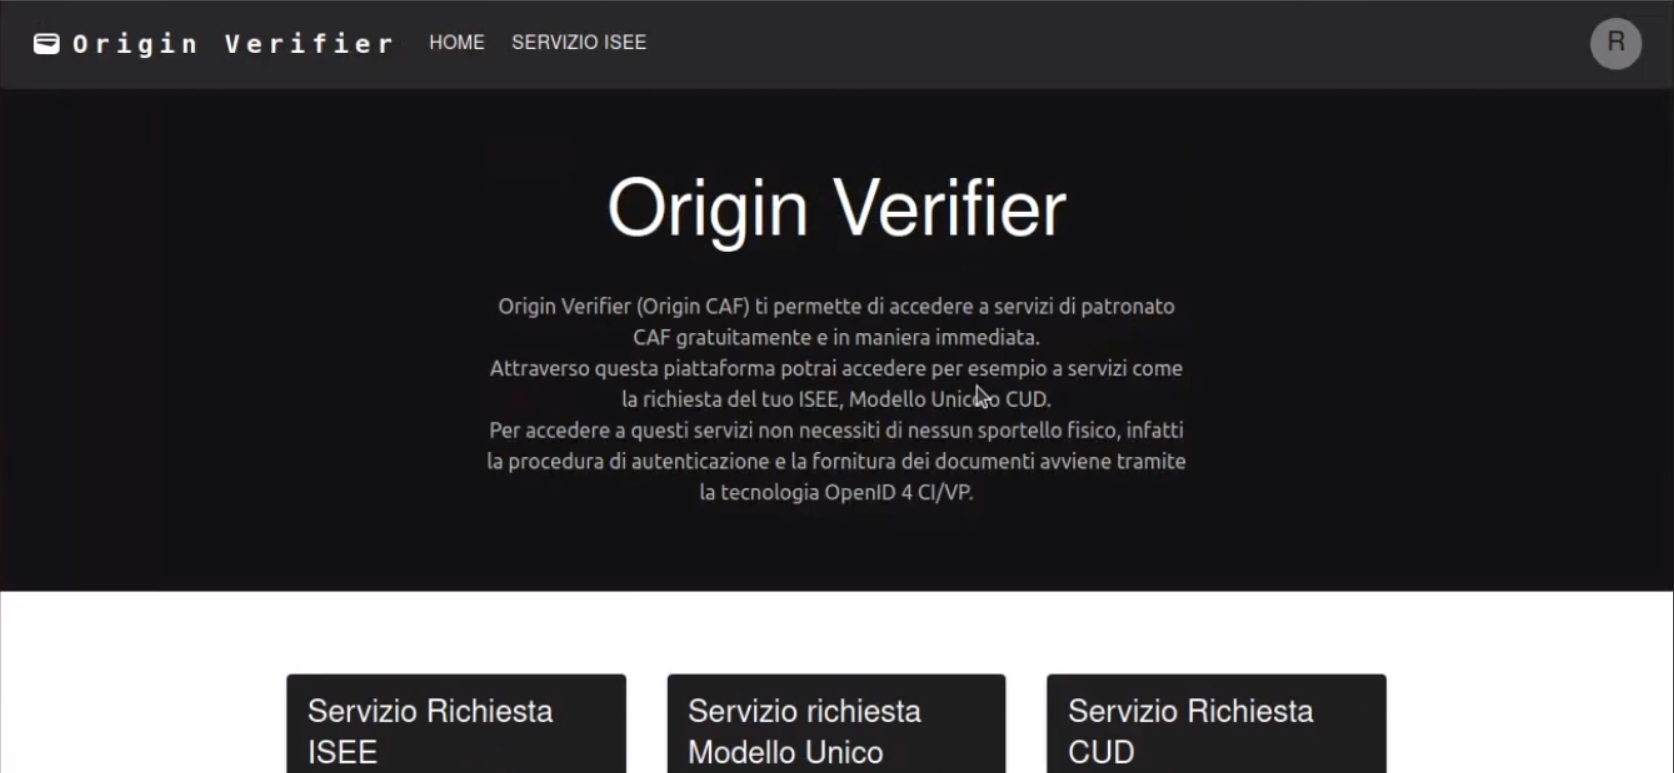 Origin Verifier HOME SERVIZIO ISEE R
Origin Verifier
Origin Verifier (Origin CAF) ti permette di accedere a servizi di patronato
CAF gratuitamente e in maniera immediata.
Attraverso questa piattaforma potrai accedere per esempio a servizi come
la richiesta del tuo ISEE, Modello Unico o CUD.
Per accedere a questi servizi non necessiti di nessun sportello fisico, infatti
la procedura di autenticazione e la fornitura dei documenti avviene tramite
la tecnologia OpenID 4 CI/VP.
Servizio Richiesta
ISEE
Servizio richiesta
Modello Unico
Servizio Richiesta
CUD